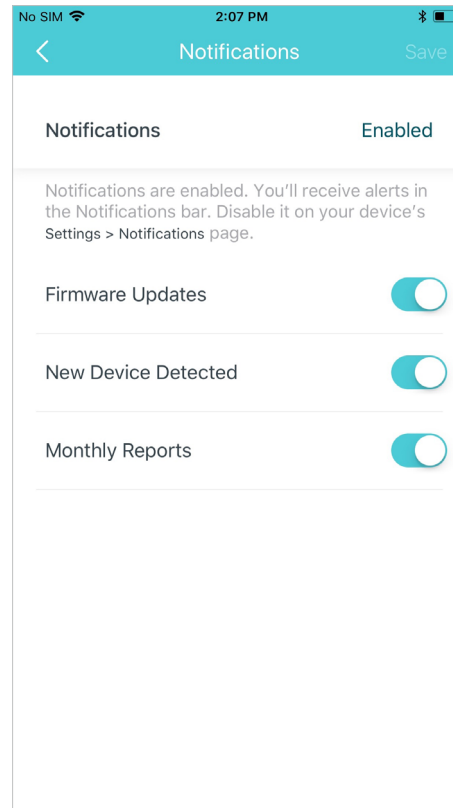 No SIM 2:07 PM
Notifications Save
Notifications Enabled
Notifications are enabled. You’ll receive alerts in
the Notifications bar. Disable it on your device’s
Settings > Notifications page.
Firmware Updates
New Device Detected
Monthly Reports